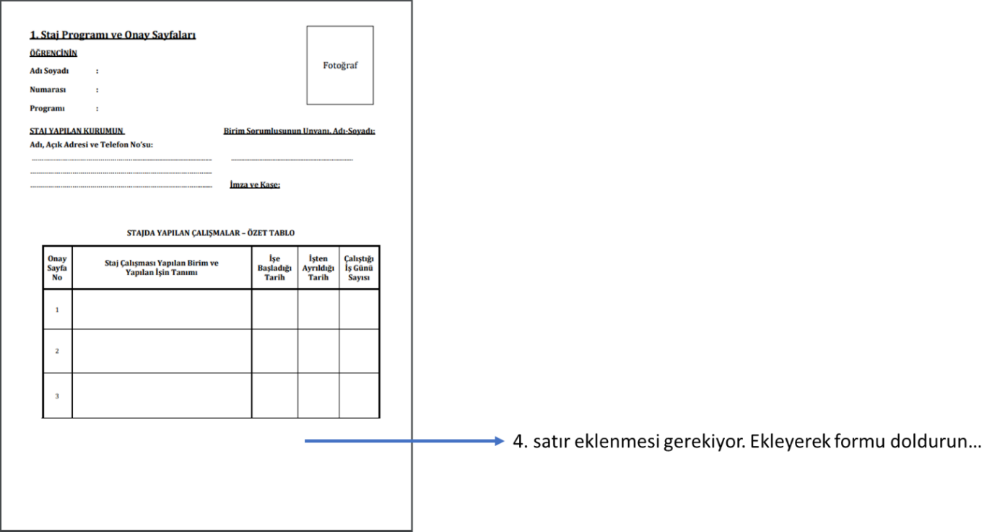 1. Staj Programı ve Onay Sayfaları
ÖĞRENCİNİN
Adı Soyadı :
Numarası :
Programı :
Fotoğraf
STAJ YAPILAN KURUMUN
Adı, Açık Adresi ve Telefon No'su:
Birim Sorumlusunun Unvanı, Adı-Soyadı:
İmza ve Kaşe:
STAJDA YAPILAN ÇALIŞMALAR – ÖZET TABLO
Onay
Sayfa
No
Staj Çalışması Yapılan Birim ve
Yapılan İşin Tanımı
İşe
Başladığı
Tarih
İşten
Ayrıldığı
Tarih
Çalıştığı
İş Günü
Sayısı
1
2
3
4. satır eklenmesi gerekiyor. Ekleyerek formu doldurun...